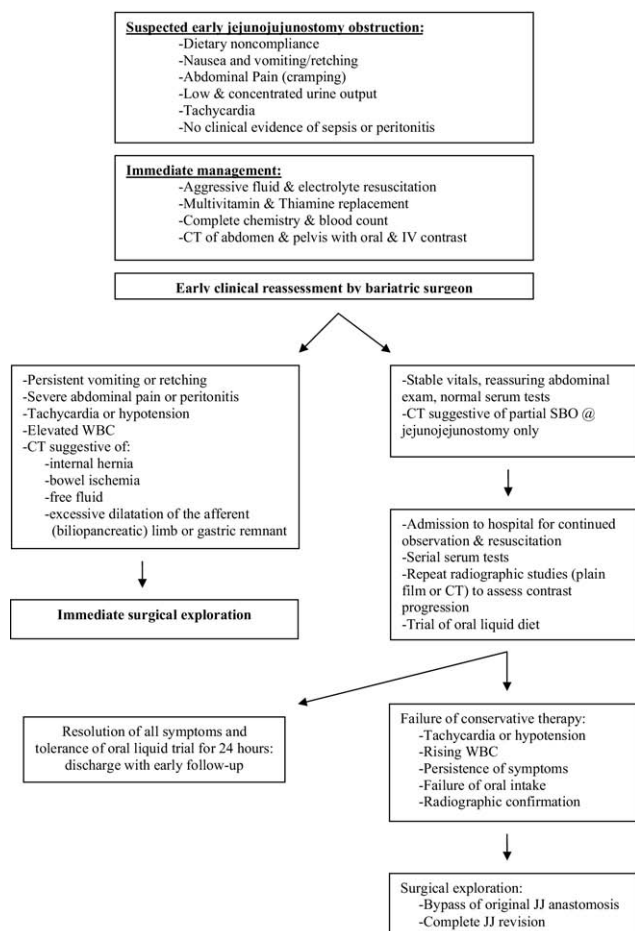 Suspected early jejunojujunostomy obstruction:
-Dietary noncompliance
-Nausea and vomiting/retching
-Abdominal Pain (cramping)
-Low & concentrated urine output
-Tachycardia
-No clinical evidence of sepsis or peritonitis
Immediate management:
-Aggressive fluid & electrolyte resuscitation
-Multivitamin & Thiamine replacement
-Complete chemistry & blood count
-CT of abdomen & pelvis with oral & IV contrast
Early clinical reassessment by bariatric surgeon
-Persistent vomiting or retching
-Severe abdominal pain or peritonitis
-Tachycardia or hypotension
-Elevated WBC
-CT suggestive of:
-internal hernia
-bowel ischemia
-free fluid
-excessive dilatation of the afferent
(biliopancreatic) limb or gastric remnant
Immediate surgical exploration
-Stable vitals, reassuring abdominal
exam, normal serum tests
-CT suggestive of partial SBO @
jejunojejunostomy only
-Admission to hospital for continued
observation & resuscitation
-Serial serum tests
-Repeat radiographic studies (plain
film or CT) to assess contrast
progression
-Trial of oral liquid diet
Resolution of all symptoms and
tolerance of oral liquid trial for 24 hours:
discharge with early follow-up
Failure of conservative therapy:
-Tachycardia or hypotension
-Rising WBC
-Persistence of symptoms
-Failure of oral intake
-Radiographic confirmation
Surgical exploration:
-Bypass of original JJ anastomosis
-Complete JJ revision